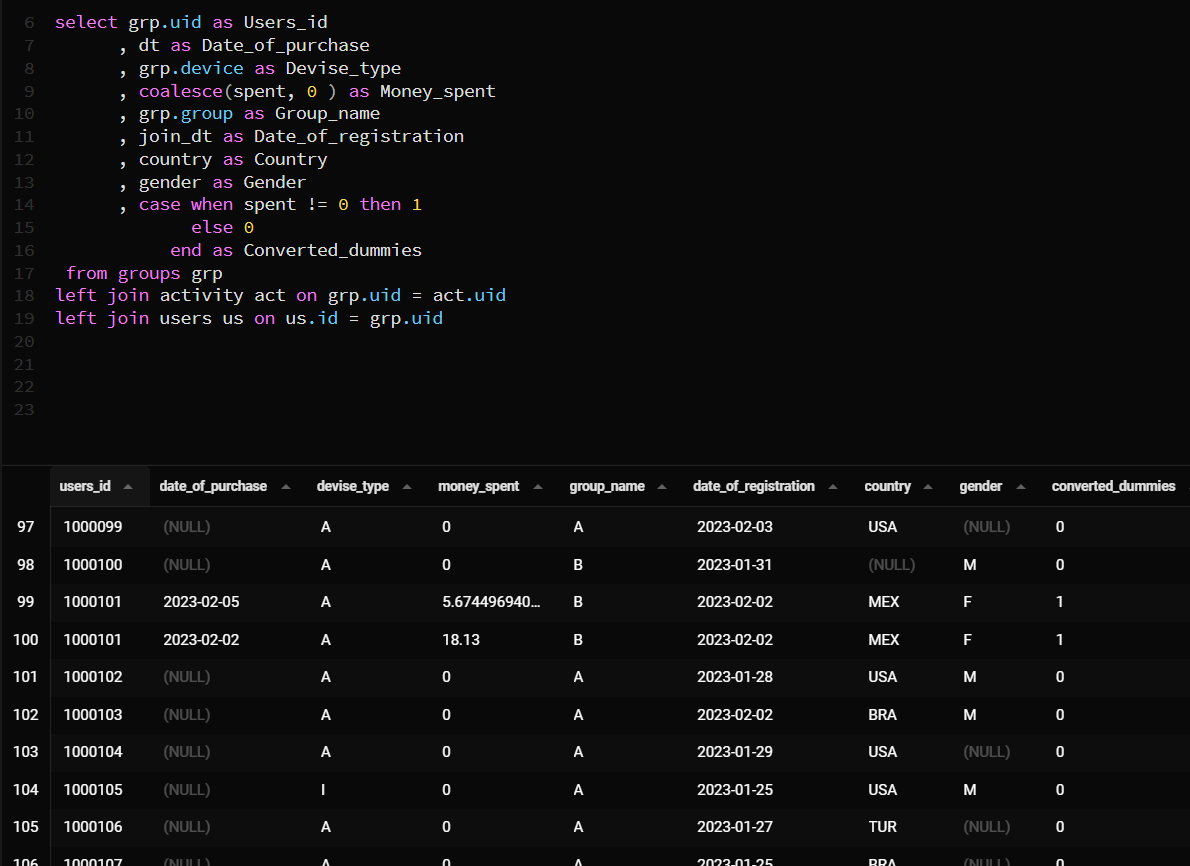 6 select grp.uid as Users_id
7 , dt as Date_of_purchase
8 , grp.device as Devise_type
9 , coalesce(spent, 0 ) as Money_spent
10 , grp.group as Group_name
11 , join_dt as Date_of_registration
12 , country as Country
13 , gender as Gender
14 , case when spent != 0 then 1
15 else 0
16 end as Converted_dummies
17 from groups grp
18 left join activity act on grp.uid = act.uid
19 left join users us on us.id = grp.uid
20
21
22
23
users_id date_of_purchase devise_type money_spent group_name date_of_registration country gender converted_dummies
97 1000099 (NULL) A 0 A 2023-02-03 USA (NULL) 0
98 1000100 (NULL) A 0 B 2023-01-31 (NULL) M 0
99 1000101 2023-02-05 A 5.674496940... B 2023-02-02 MEX F 1
100 1000101 2023-02-02 A 18.13 B 2023-02-02 MEX F 1
101 1000102 (NULL) A 0 A 2023-01-28 USA M 0
102 1000103 (NULL) A 0 A 2023-02-02 BRA M 0
103 1000104 (NULL) A 0 A 2023-01-29 USA (NULL) 0
104 1000105 (NULL) I 0 A 2023-01-25 USA M 0
105 1000106 (NULL) A 0 A 2023-01-27 TUR (NULL) 0
106 1000107 (NULL) A 0 A 2023-01-25 BRA (NULL) 0